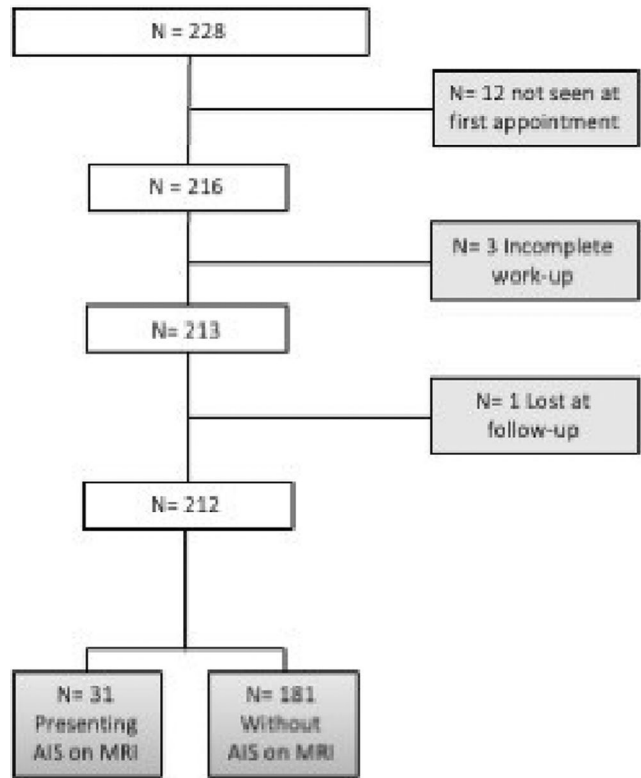 N = 228
N= 12 not seen at
first appointment
N = 216
N= 3 Incomplete
work-up
N= 213
N= 1 Lost at
follow-up
N= 212
N= 31
Presenting
AIS on MRI
N= 181
Without
AIS on MRI